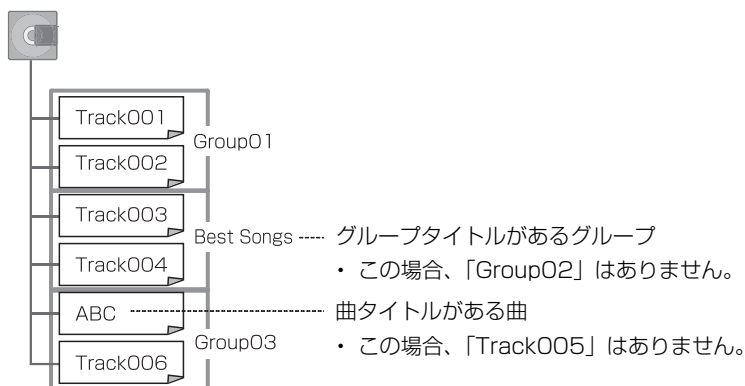 Track001
Group01
Track002
Track003
Best Songs
グループタイトルがあるグループ
・ この場合、「Group02」はありません。
Track004
ABC
曲タイトルがある曲
・ この場合、「Track005」はありません。
Group03
Track006